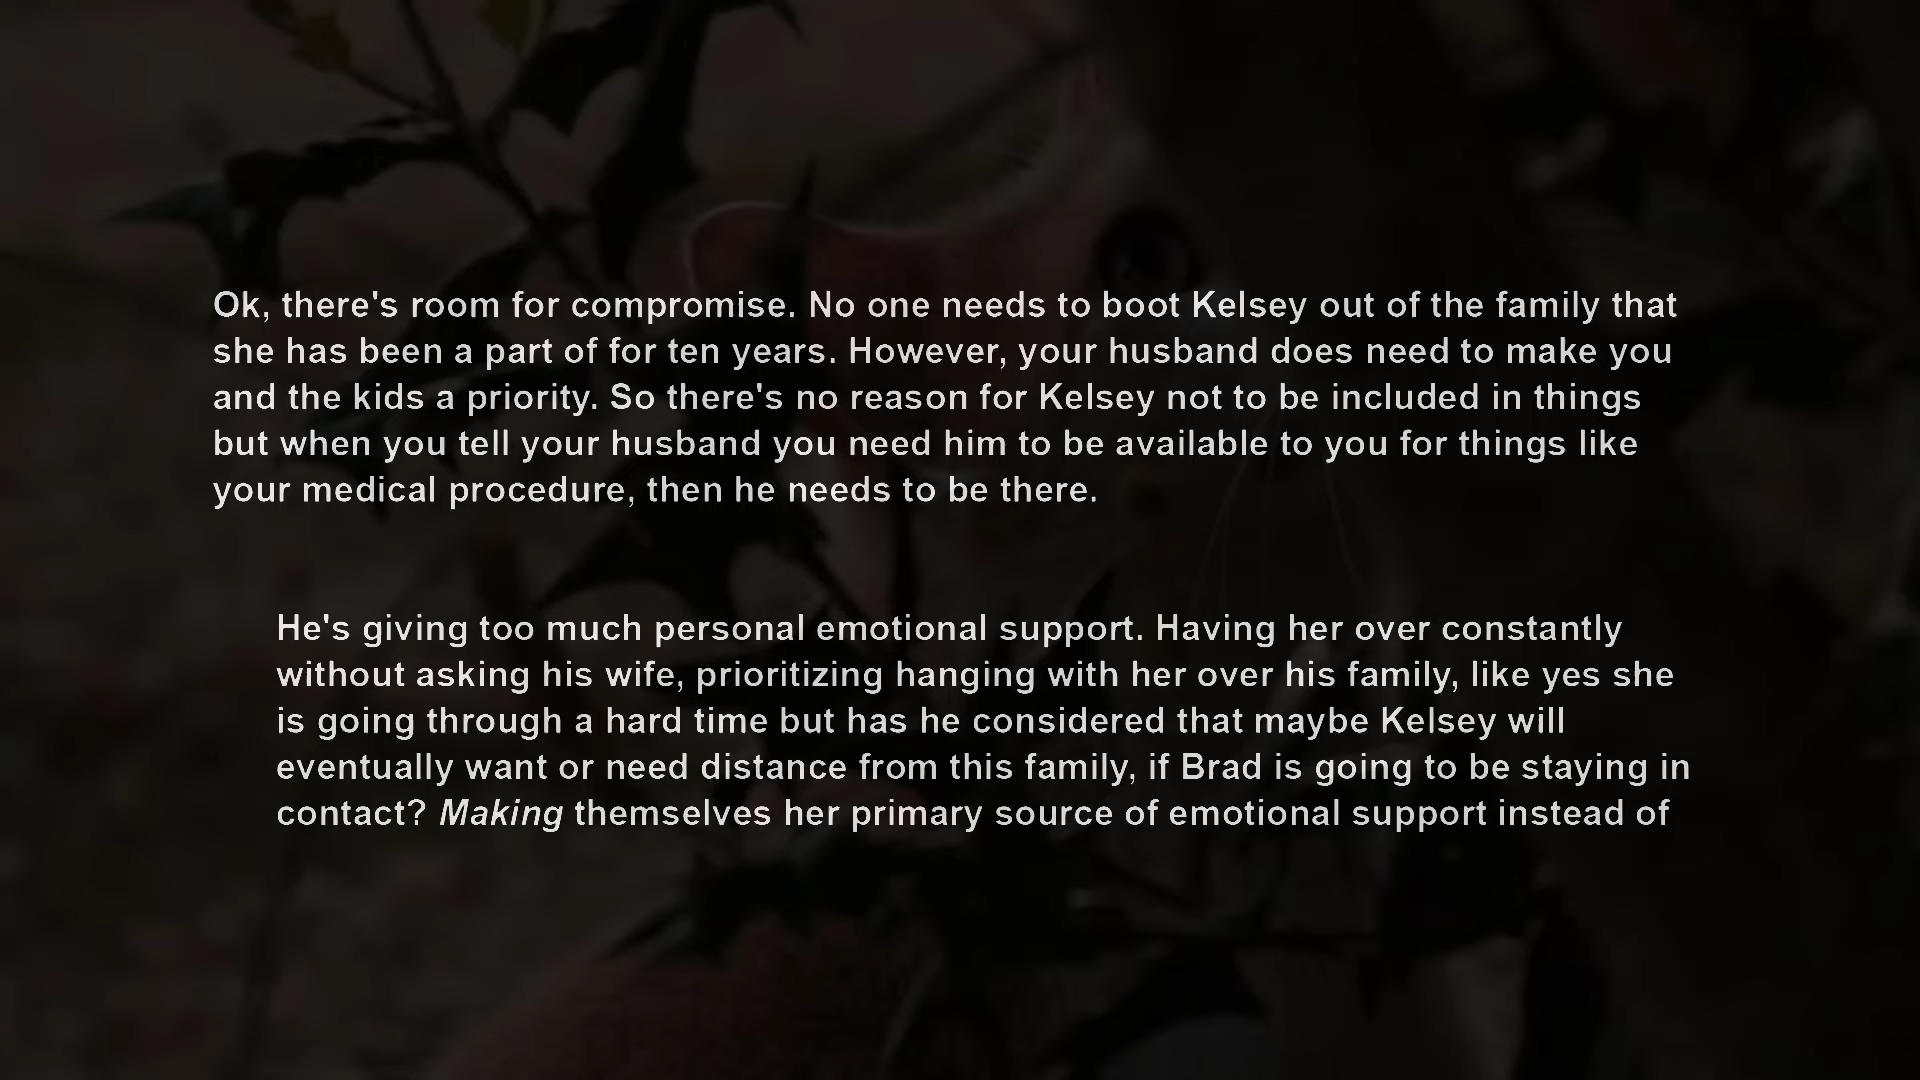 Ok, there's room for compromise. No one needs to boot Kelsey out of the family that
she has been a part of for ten years. However, your husband does need to make you
and the kids a priority. So there's no reason for Kelsey not to be included in things
but when you tell your husband you need him to be available to you for things like
your medical procedure, then he needs to be there.
He's giving too much personal emotional support. Having her over constantly
without asking his wife, prioritizing hanging with her over his family, like yes she
is going through a hard time but has he considered that maybe Kelsey will
eventually want or need distance from this family, if Brad is going to be staying in
contact? Making themselves her primary source of emotional support instead of